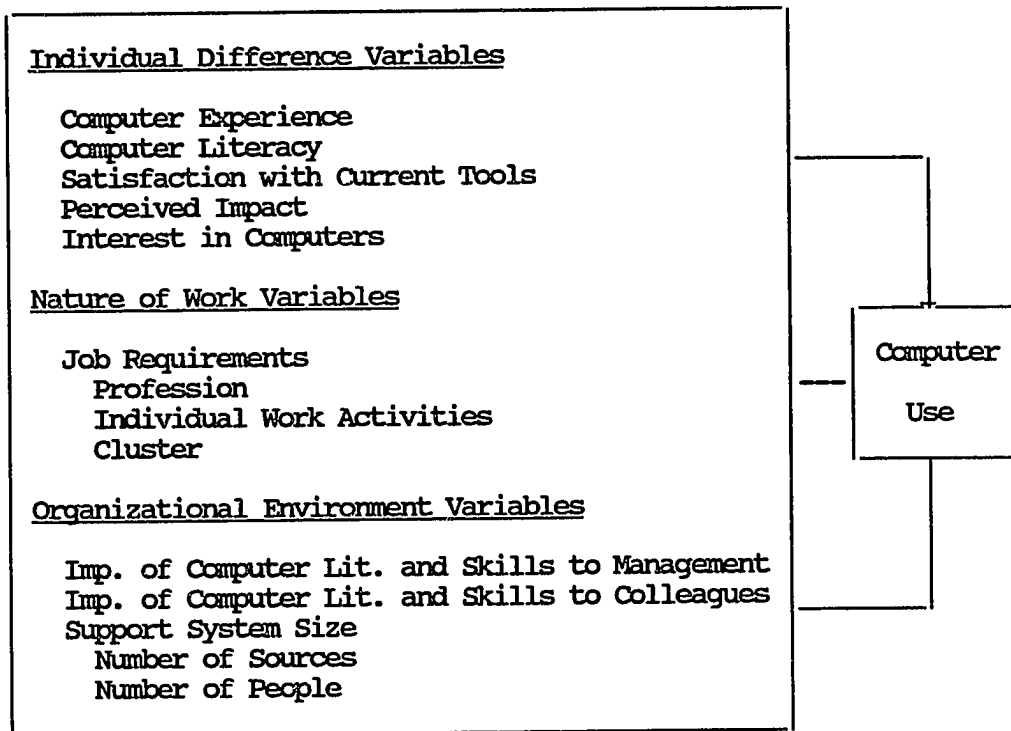 Individual Difference Variables
Computer Experience
Computer Literacy
Satisfaction with Current Tools
Perceived Impact
Interest in Computers
Nature of Work Variables
Job Requirements
Profession
Individual Work Activities
Cluster
Organizational Environment Variables
Imp. of Computer Lit. and Skills to Management
Imp. of Computer Lit. and Skills to Colleagues
Support System Size
Number of Sources
Number of People
Computer
Use